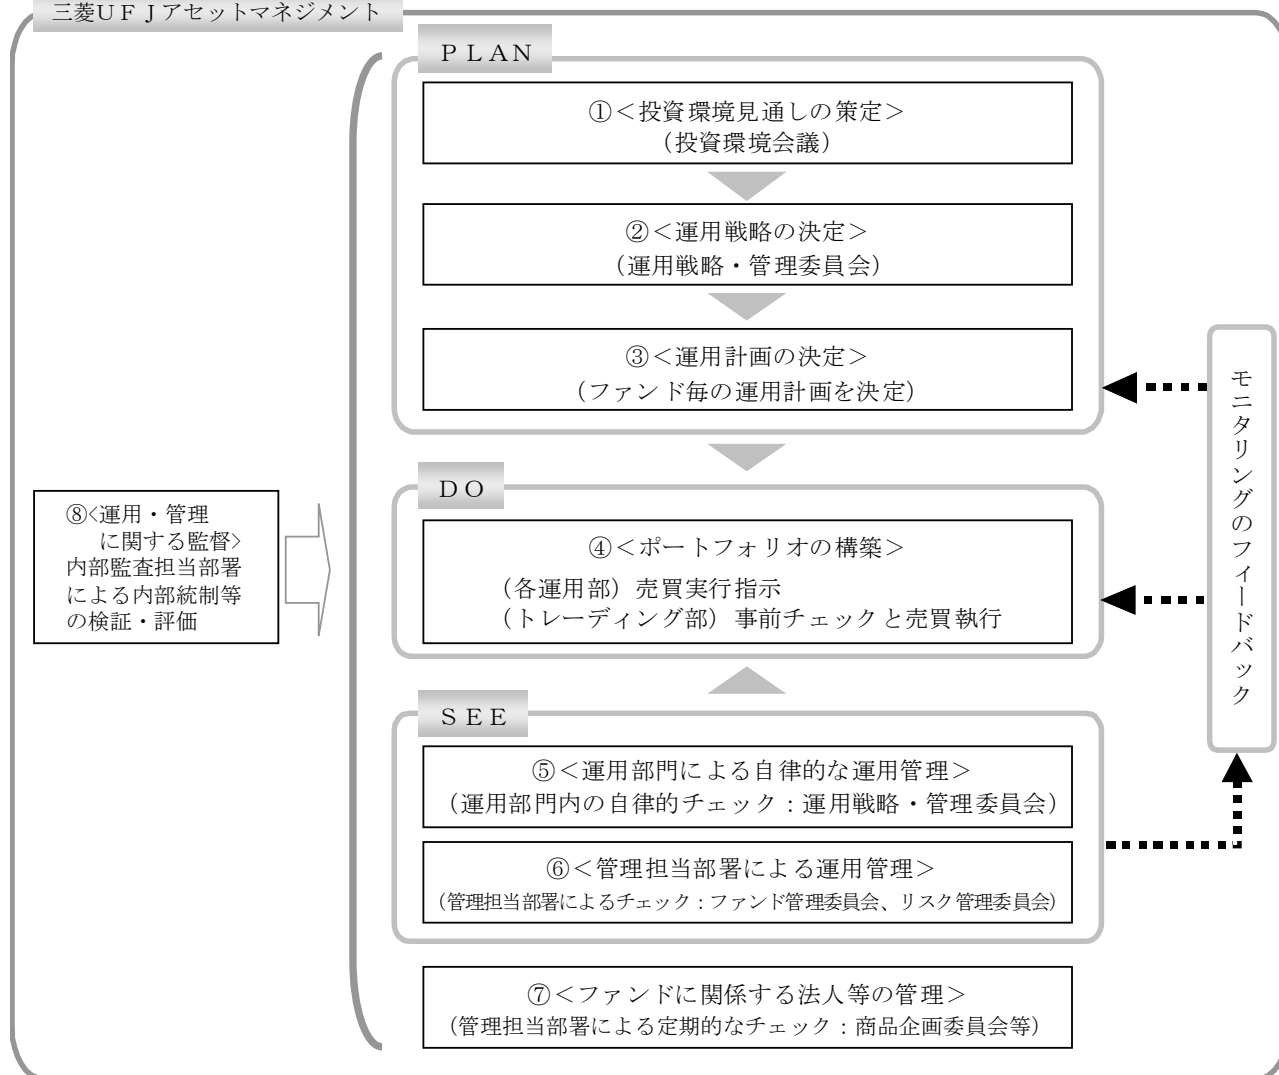 三菱ＵＦＪアセットマネジメント
ＰＬＡＮ
①＜投資環境見通しの策定＞
（投資環境会議）
②＜運用戦略の決定＞
（運用戦略・管理委員会）
③＜運用計画の決定＞
（ファンド毎の運用計画を決定）
ＤＯ
④＜ポートフォリオの構築＞
（各運用部）売買実行指示
（トレーディング部）事前チェックと売買執行
ＳＥＥ
⑤＜運用部門による自律的な運用管理＞
（運用部門内の自律的チェック：運用戦略・管理委員会）
⑥＜管理担当部署による運用管理＞
（管理担当部署によるチェック：ファンド管理委員会、リスク管理委員会）
⑦＜ファンドに関係する法人等の管理＞
（管理担当部署による定期的なチェック：商品企画委員会等）
⑧<運用・管理
に関する監督>
内部監査担当部署
による内部統制等
の検証・評価
モニタリングのフィードバック